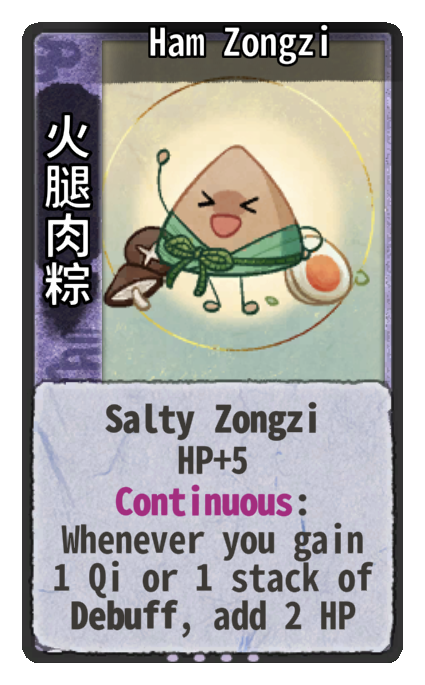 Ham Zongzi
火腿肉粽
Salty Zongzi
HP+5
Continuous:
Whenever you gain
1 Qi or 1 stack of
Debuff, add 2 HP